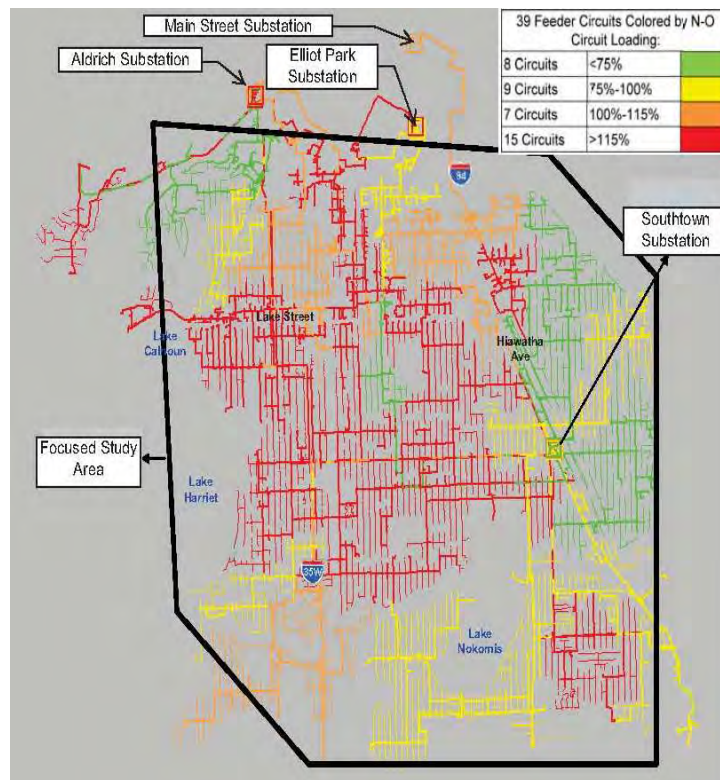 Main Street Substation
Aldrich Substation
Elliot Park
Substation
39 Feeder Circuits Colored by N-O
Circuit Loading:
8 Circuits <75%
9 Circuits 75%-100%
7 Circuits 100%-115%
15 Circuits >115%
94
Southtown
Substation
Lake Street
Lake
Calhoun
Hiawatha
Ave
Focused Study
Area
Lake
Harriet
35W
Lake
Nokomis